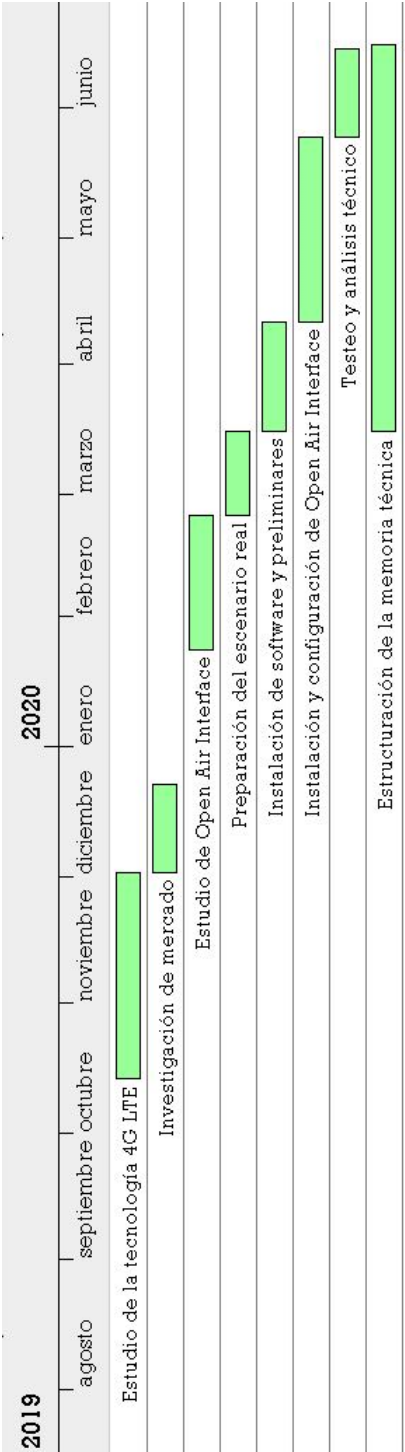 2019
2020
agosto
septiembre
octubre
noviembre
diciembre
enero
febrero
marzo
abril
mayo
junio
Estudio de la tecnología 4G LTE
Investigación de mercado
Estudio de Open Air Interface
Preparación del escenario real
Instalación de software y preliminares
Instalación y configuración de Open Air Interface
Testeo y análisis técnico
Estructuración de la memoria técnica